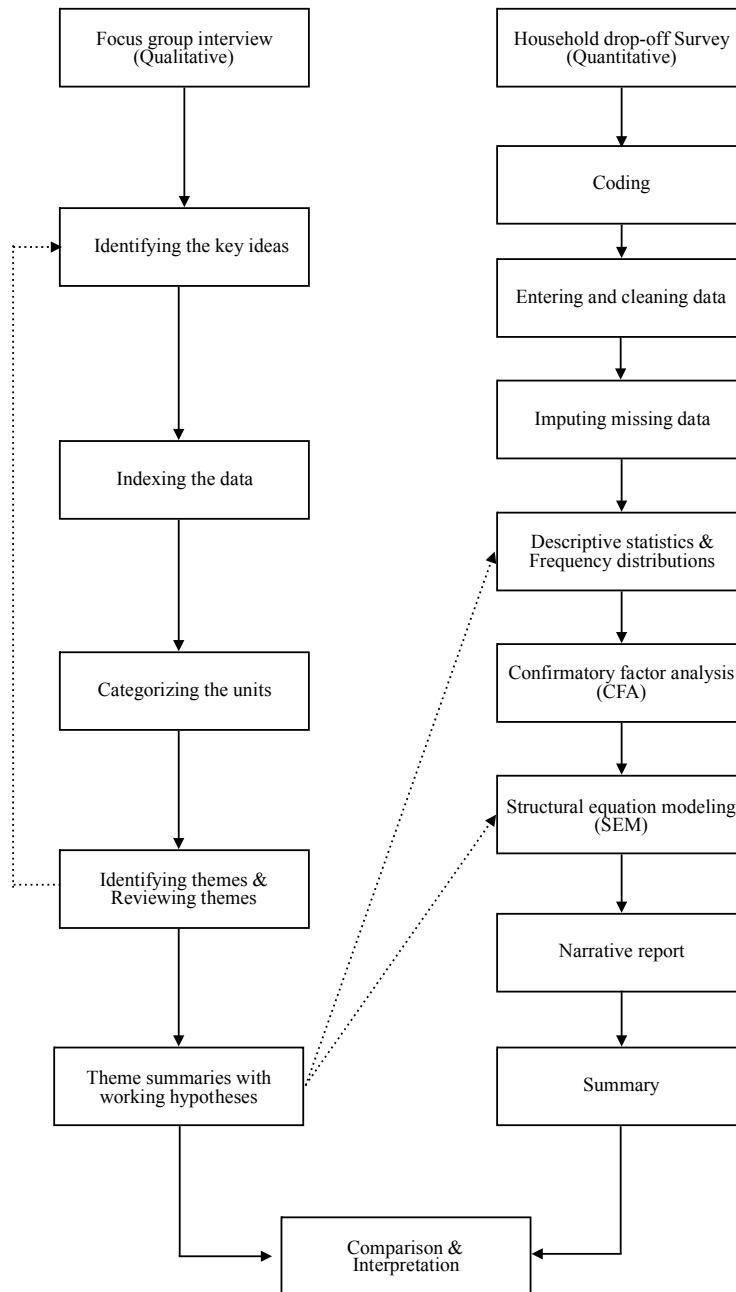 Focus group interview
(Qualitative)
Identifying the key ideas
Indexing the data
Categorizing the units
Identifying themes &
Reviewing themes
Theme summaries with
working hypotheses
Household drop-off Survey
(Quantitative)
Coding
Entering and cleaning data
Imputing missing data
Descriptive statistics &
Frequency distributions
Confirmatory factor analysis
(CFA)
Structural equation modeling
(SEM)
Narrative report
Summary
Comparison &
Interpretation